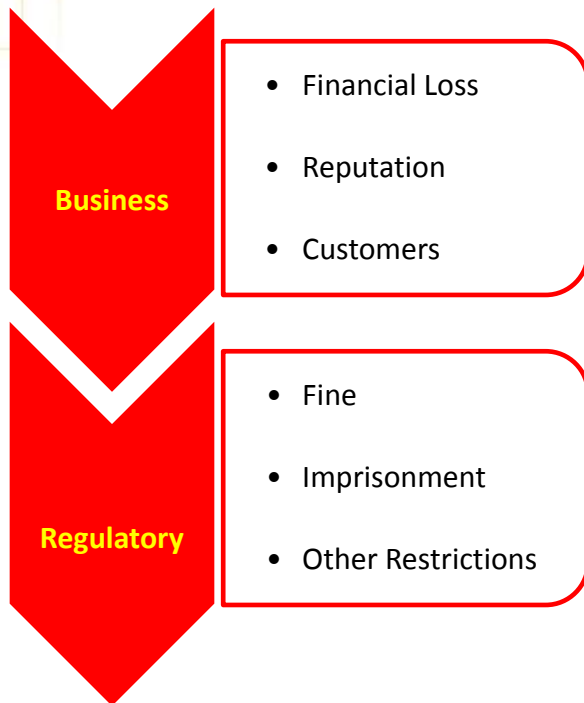 Business
• Financial Loss
• Reputation
• Customers
Regulatory
• Fine
• Imprisonment
• Other Restrictions